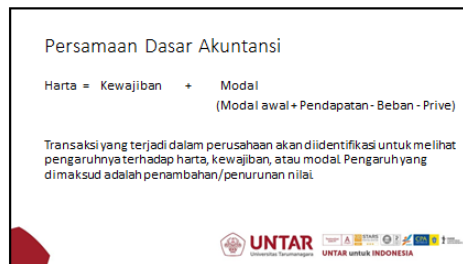 Persamaan Dasar Akuntansi
Harta = Kewajiban + Modal
(Modal awal + Pendapatan - Beban - Prive)
Transaksi yang terjadi dalam perusahaan akan diidentifikasi untuk melihat
pengaruhnya terhadap harta, kewajiban, atau modal. Pengaruh yang
dimaksud adalah penambahan/penurunan nilai.
UNTAR
Universitas Tarumanagara
UNTAR untuk INDONESIA